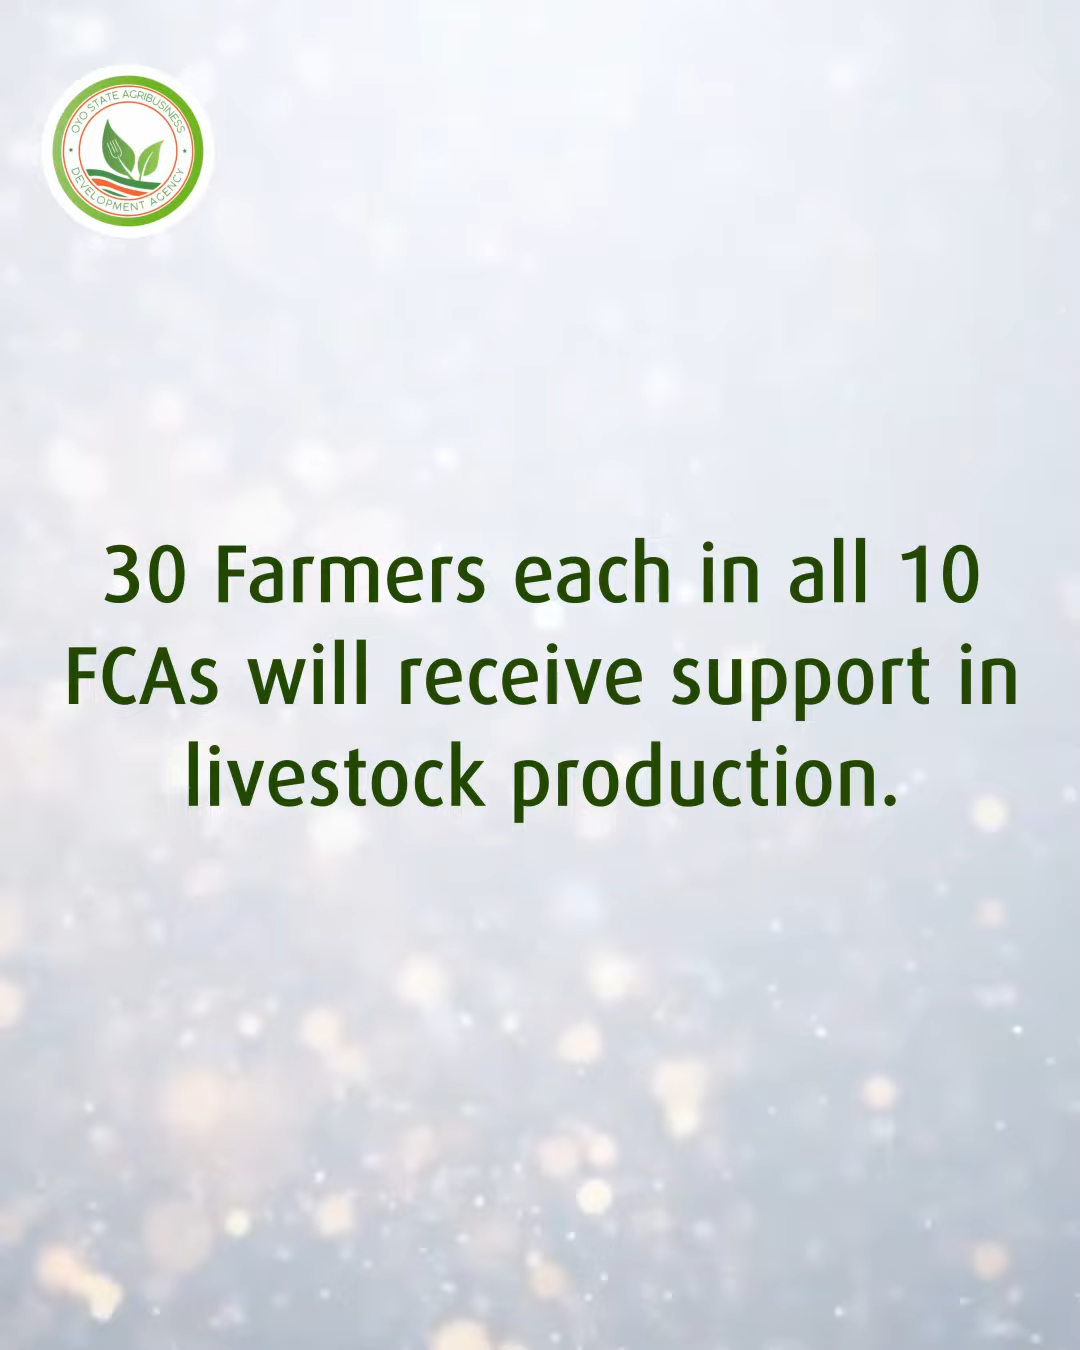 OYO STATE AGRIBUSINESS
DEVELOPMENT AGENCY
30 Farmers each in all 10
FCAs will receive support in
livestock production.